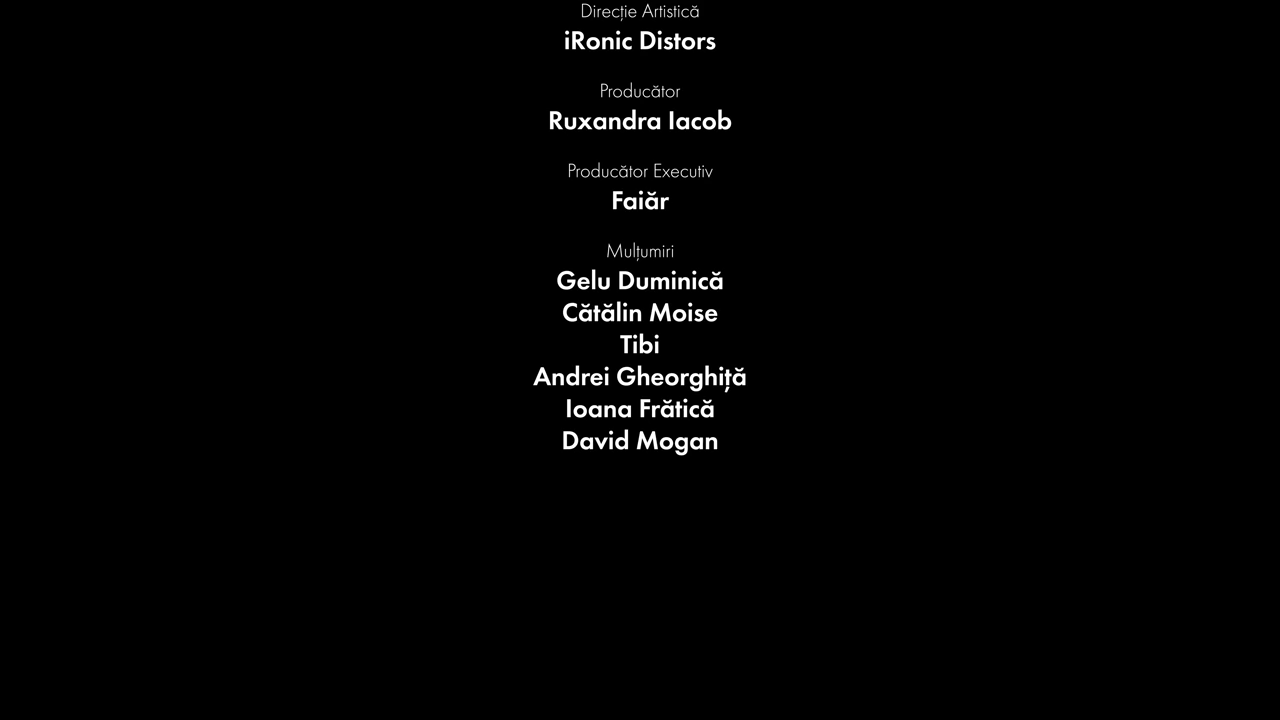 Direcție Artistică
iRonic Distors
Producător
Ruxandra Iacob
Producător Executiv
Faiăr
Mulțumiri
Gelu Duminică
Cătălin Moise
Tibi
Andrei Gheorghiță
Ioana Frătică
David Mogan